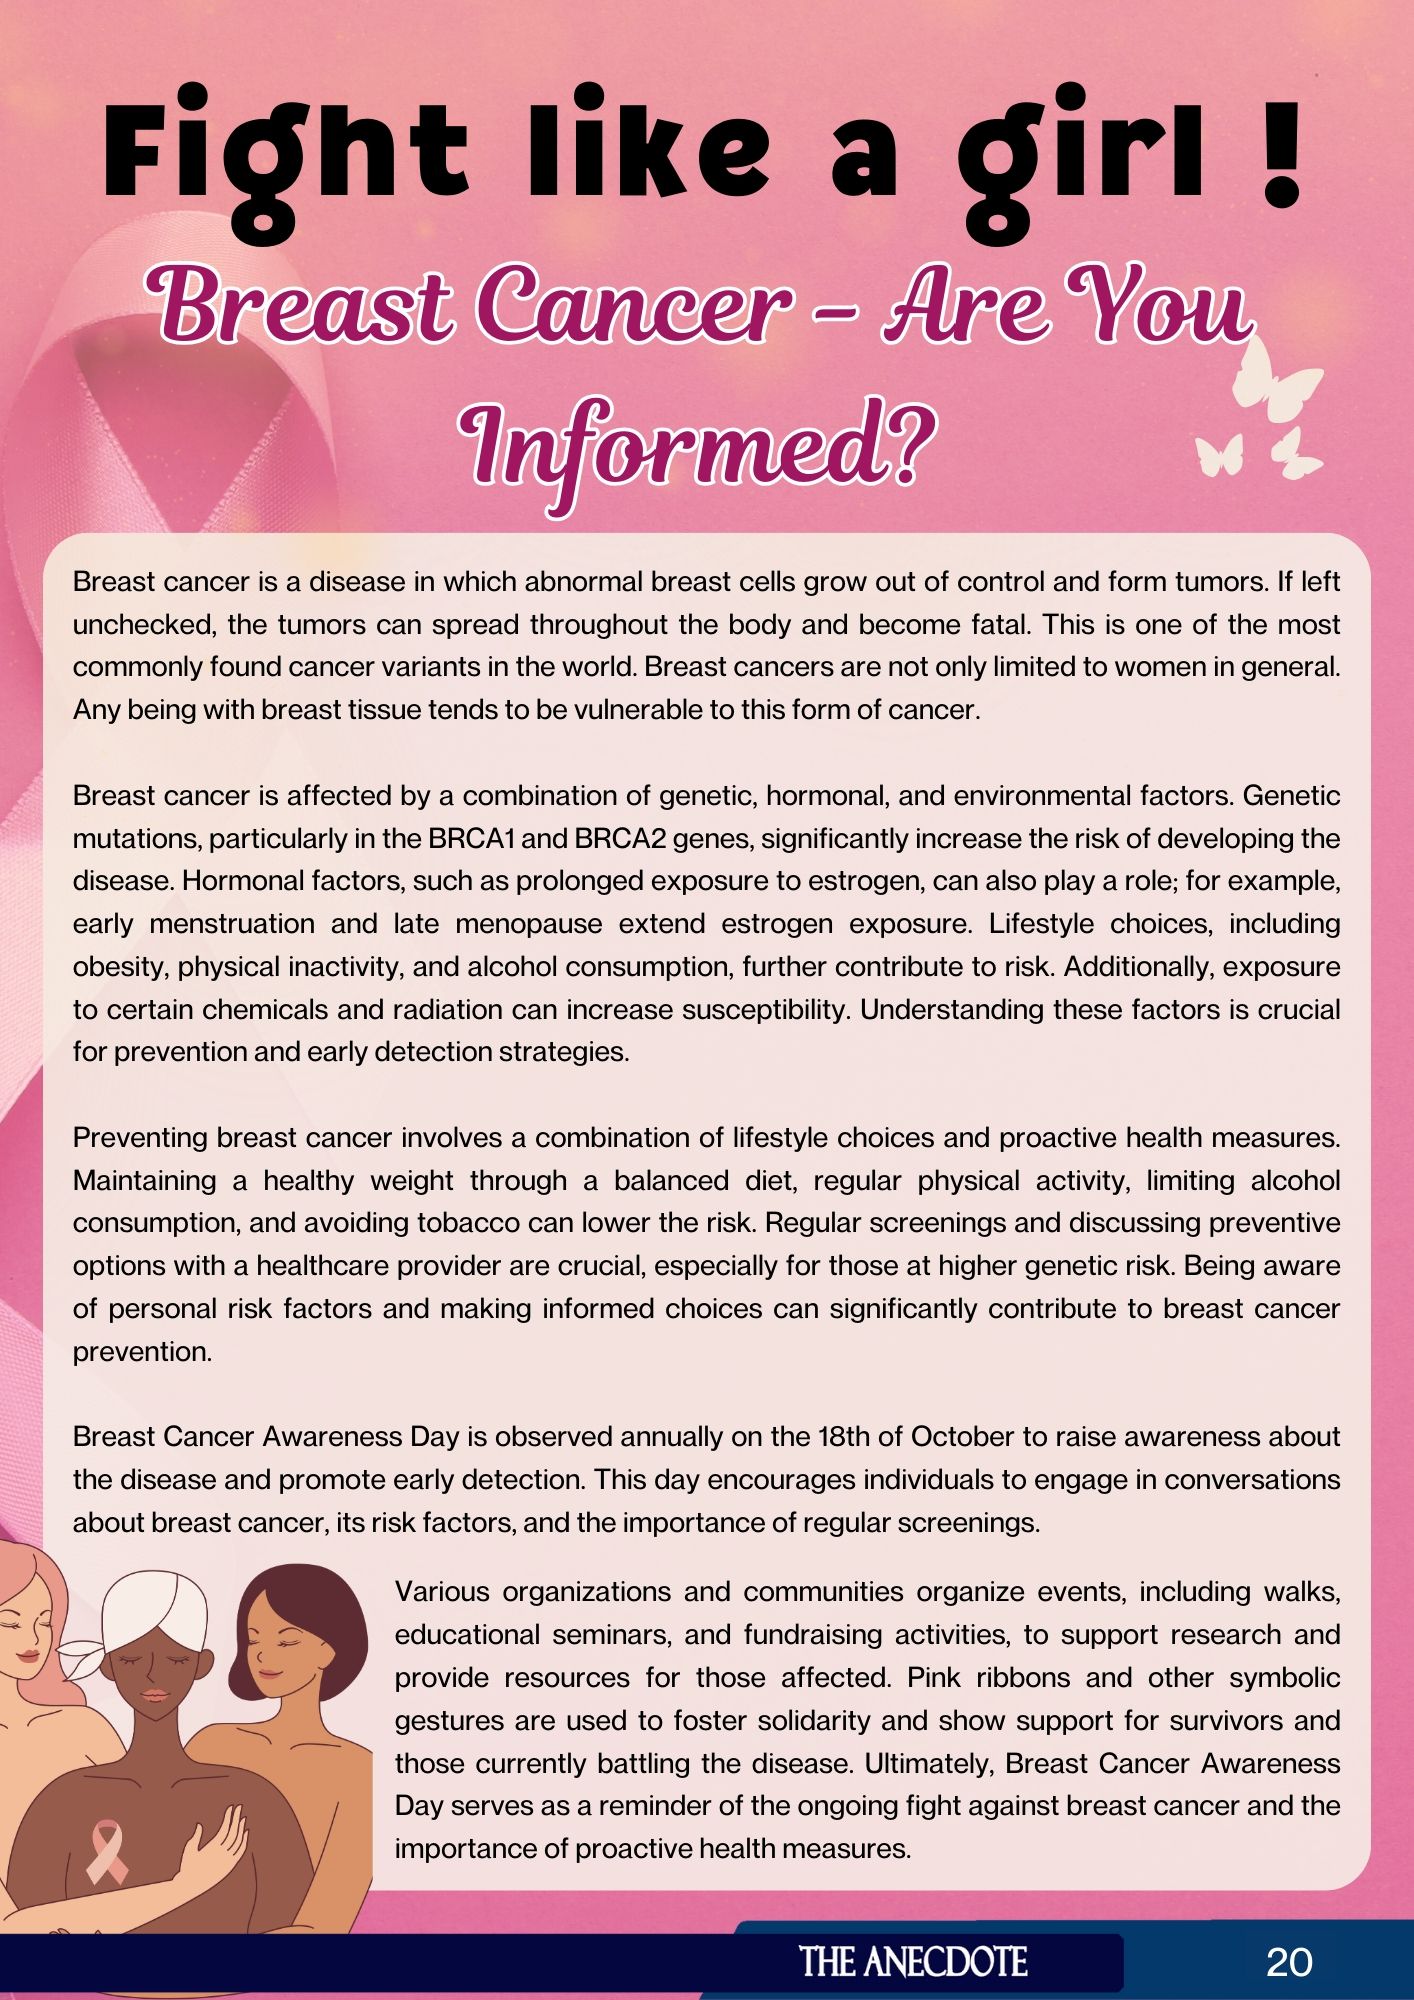 Fight like a girl !
Breast Cancer – Are You
Informed?
Breast cancer is a disease in which abnormal breast cells grow out of control and form tumors. If left
unchecked, the tumors can spread throughout the body and become fatal. This is one of the most
commonly found cancer variants in the world. Breast cancers are not only limited to women in general.
Any being with breast tissue tends to be vulnerable to this form of cancer.
Breast cancer is affected by a combination of genetic, hormonal, and environmental factors. Genetic
mutations, particularly in the BRCA1 and BRCA2 genes, significantly increase the risk of developing the
disease. Hormonal factors, such as prolonged exposure to estrogen, can also play a role; for example,
early menstruation and late menopause extend estrogen exposure. Lifestyle choices, including
obesity, physical inactivity, and alcohol consumption, further contribute to risk. Additionally, exposure
to certain chemicals and radiation can increase susceptibility. Understanding these factors is crucial
for prevention and early detection strategies.
Preventing breast cancer involves a combination of lifestyle choices and proactive health measures.
Maintaining a healthy weight through a balanced diet, regular physical activity, limiting alcohol
consumption, and avoiding tobacco can lower the risk. Regular screenings and discussing preventive
options with a healthcare provider are crucial, especially for those at higher genetic risk. Being aware
of personal risk factors and making informed choices can significantly contribute to breast cancer
prevention.
Breast Cancer Awareness Day is observed annually on the 18th of October to raise awareness about
the disease and promote early detection. This day encourages individuals to engage in conversations
about breast cancer, its risk factors, and the importance of regular screenings.
Various organizations and communities organize events, including walks,
educational seminars, and fundraising activities, to support research and
provide resources for those affected. Pink ribbons and other symbolic
gestures are used to foster solidarity and show support for survivors and
those currently battling the disease. Ultimately, Breast Cancer Awareness
Day serves as a reminder of the ongoing fight against breast cancer and the
importance of proactive health measures.
THE ANECDOTE
20